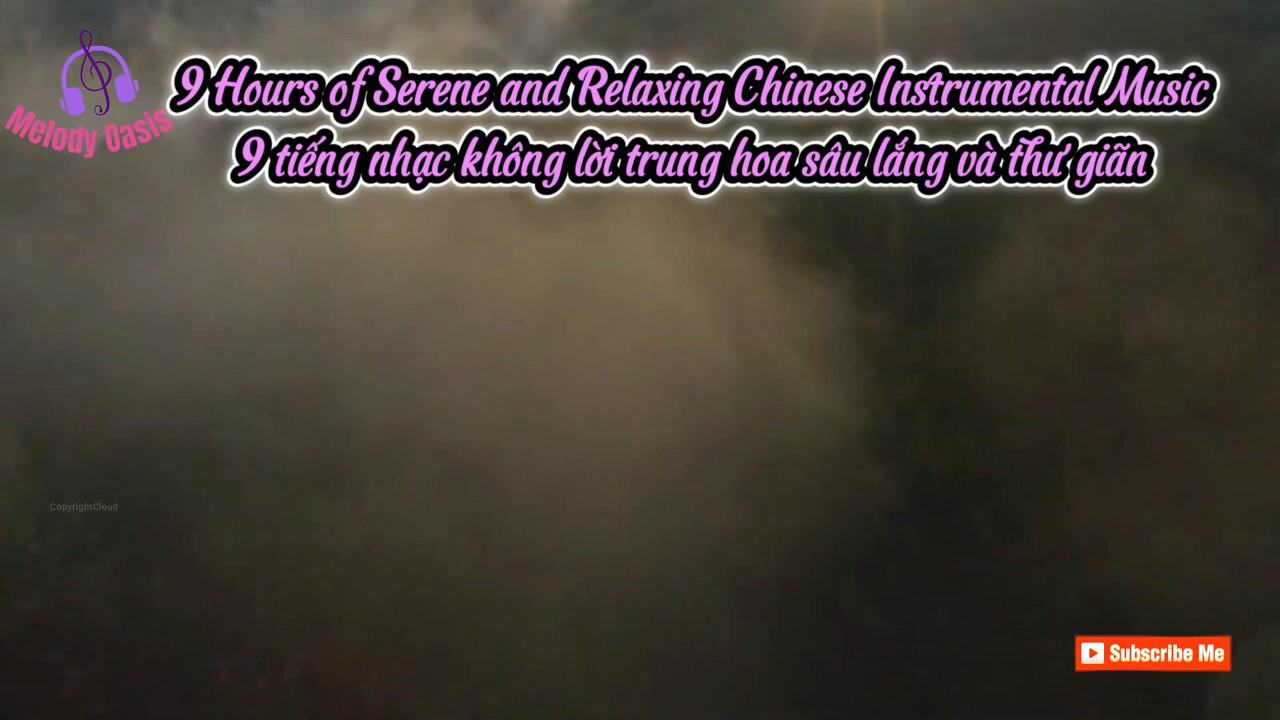 9 Hours of Serene and Relaxing Chinese Instrumental Music
9 tiếng nhạc không lời trung hoa sâu lắng và thư giãn
Melody Oasis
CopyrightCloud
Subscribe Me